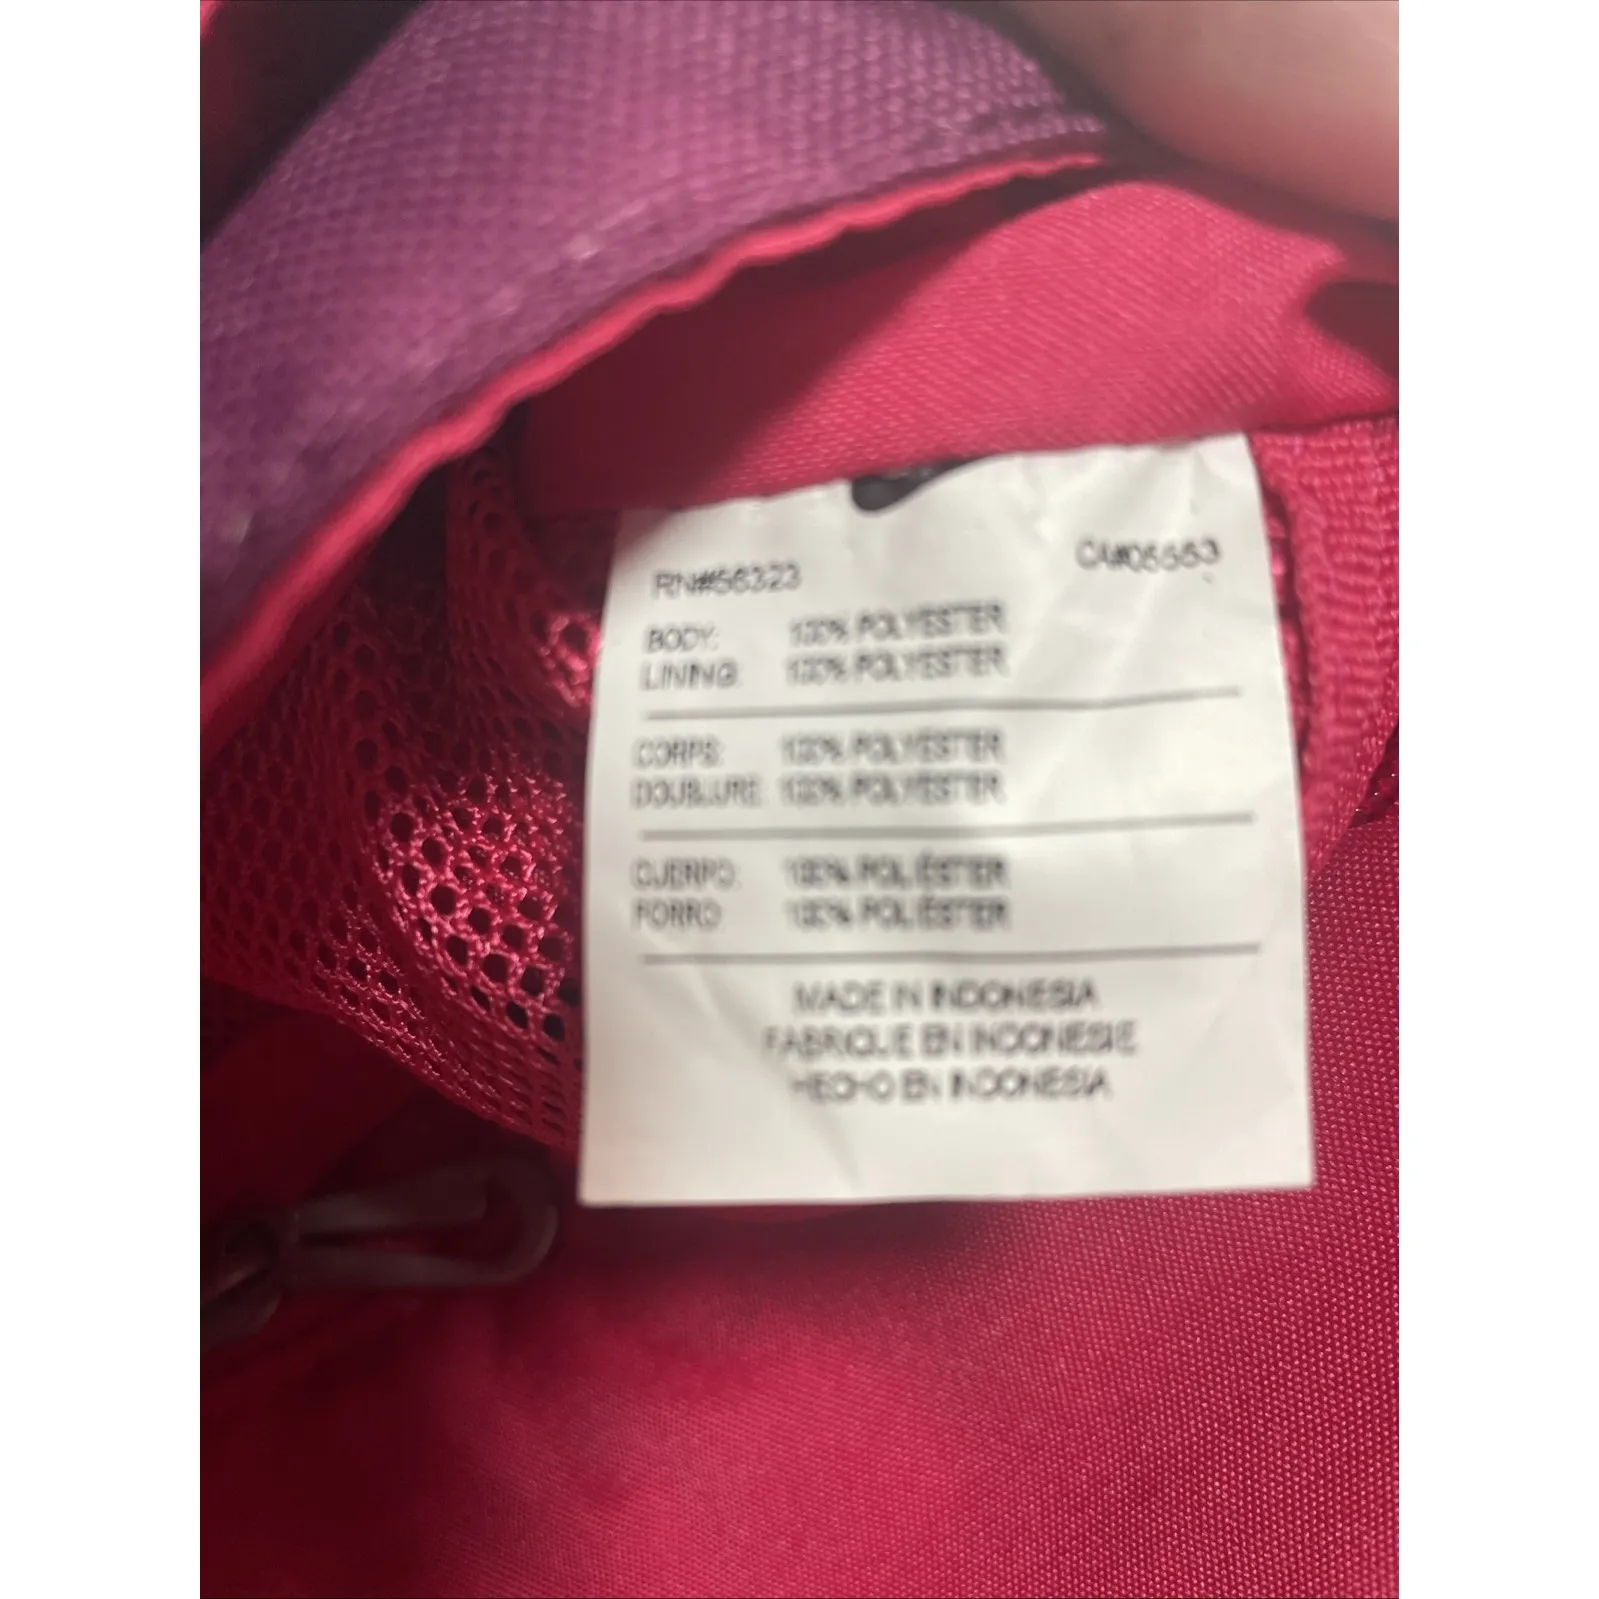 RN#56323 CA#05553
BODY: 100% POLYESTER
LINING: 100% POLYESTER
CORPS: 100% POLYESTER
DOUBLURE: 100% POLYESTER
CUERPO: 100% POLIÉSTER
FORRO: 100% POLIÉSTER
MADE IN INDONESIA
FABRIQUE EN INDONESIE
HECHO EN INDONESIA